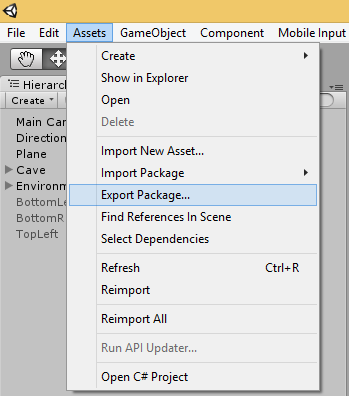 File Edit Assets GameObject Component Mobile Input
Hierarch
Create
Main Cam
Direction
Plane
Cave
Environm
BottomLe
BottomR
TopLeft
Create
Show in Explorer
Open
Delete
Import New Asset...
Import Package
Export Package...
Find References In Scene
Select Dependencies
Refresh Ctrl+R
Reimport
Reimport All
Run API Updater...
Open C# Project